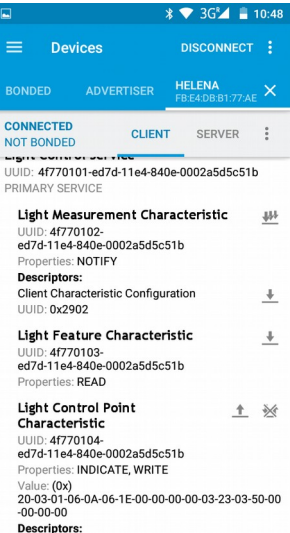 3G 10:48
Devices DISCONNECT
BONDED ADVERTISER HELENA
FB:E4:DB:B1:77:AE
CONNECTED
NOT BONDED CLIENT SERVER
Light Control Service
UUID: 4f770101-ed7d-11e4-840e-0002a5d5c51b
PRIMARY SERVICE
Light Measurement Characteristic
UUID: 4f770102-
ed7d-11e4-840e-0002a5d5c51b
Properties: NOTIFY
Descriptors:
Client Characteristic Configuration
UUID: 0x2902
Light Feature Characteristic
UUID: 4f770103-
ed7d-11e4-840e-0002a5d5c51b
Properties: READ
Light Control Point
Characteristic
UUID: 4f770104-
ed7d-11e4-840e-0002a5d5c51b
Properties: INDICATE, WRITE
Value: (0x)
20-03-01-06-0A-06-1E-00-00-00-00-03-23-03-50-00
-00-00-00
Descriptors: